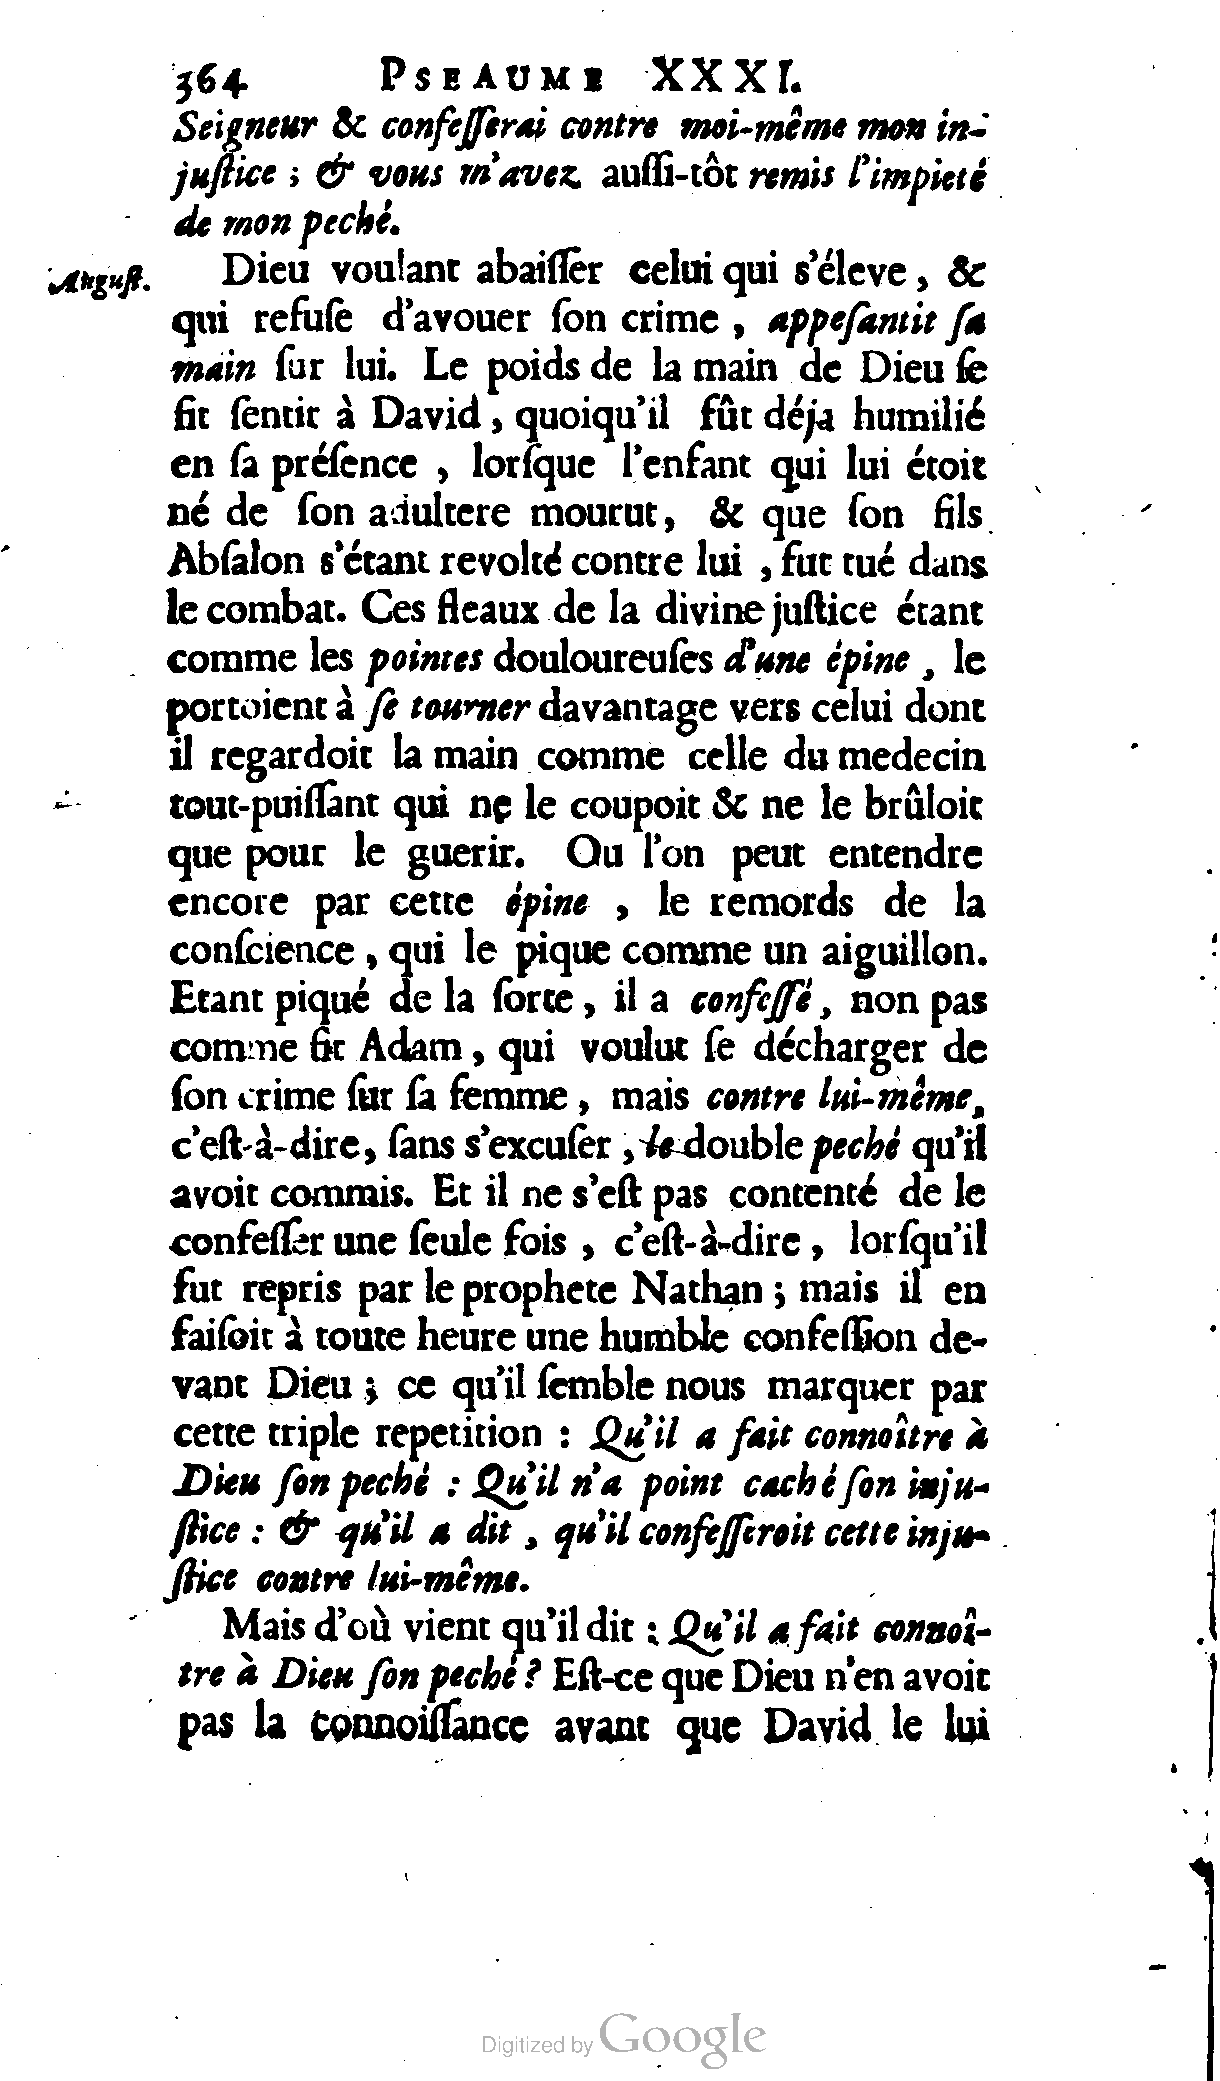 364 PSEAUME XXXI.
Seigneur & confeſſerai contre moi-même mon in-
juſtice ; & vous m'avez auſſi-tôt remis l'impieté
de mon peché.
Auguſt.
Dieu voulant abaiſſer celui qui s'éleve, &
qui refuſe d'avouer ſon crime, appeſantit ſa
main ſur lui. Le poids de la main de Dieu ſe
fit ſentir à David, quoiqu'il fût déja humilié
en ſa préſence, lorſque l'enfant qui lui étoit
né de ſon adultere mourut, & que ſon fils
Abſalon s'étant revolté contre lui, fut tué dans
le combat. Ces fleaux de la divine juſtice étant
comme les pointes douloureuſes d'une épine, le
portoient à ſe tourner davantage vers celui dont
il regardoit la main comme celle du medecin
tout-puiſſant qui ne le coupoit & ne le brûloit
que pour le guerir. Ou l'on peut entendre
encore par cette épine, le remords de la
conſcience, qui le pique comme un aiguillon.
Etant piqué de la ſorte, il a confeſſé, non pas
comme fit Adam, qui voulut ſe décharger de
ſon crime ſur ſa femme, mais contre lui-même,
c'eſt-à-dire, ſans s'excuſer, le double peché qu'il
avoit commis. Et il ne s'eſt pas contenté de le
confeſſer une ſeule fois, c'eſt-à-dire, lorſqu'il
fut repris par le prophete Nathan ; mais il en
faiſoit à toute heure une humble confeſſion de-
vant Dieu ; ce qu'il ſemble nous marquer par
cette triple repetition : Qu'il a fait connoître à
Dieu ſon peché : Qu'il n'a point caché ſon inju-
ſtice : & qu'il a dit, qu'il confeſſeroit cette inju-
ſtice contre lui-même.
Mais d'où vient qu'il dit : Qu'il a fait connoî-
tre à Dieu ſon peché ? Eſt-ce que Dieu n'en avoit
pas la connoiſſance avant que David le lui
Digitized by Google